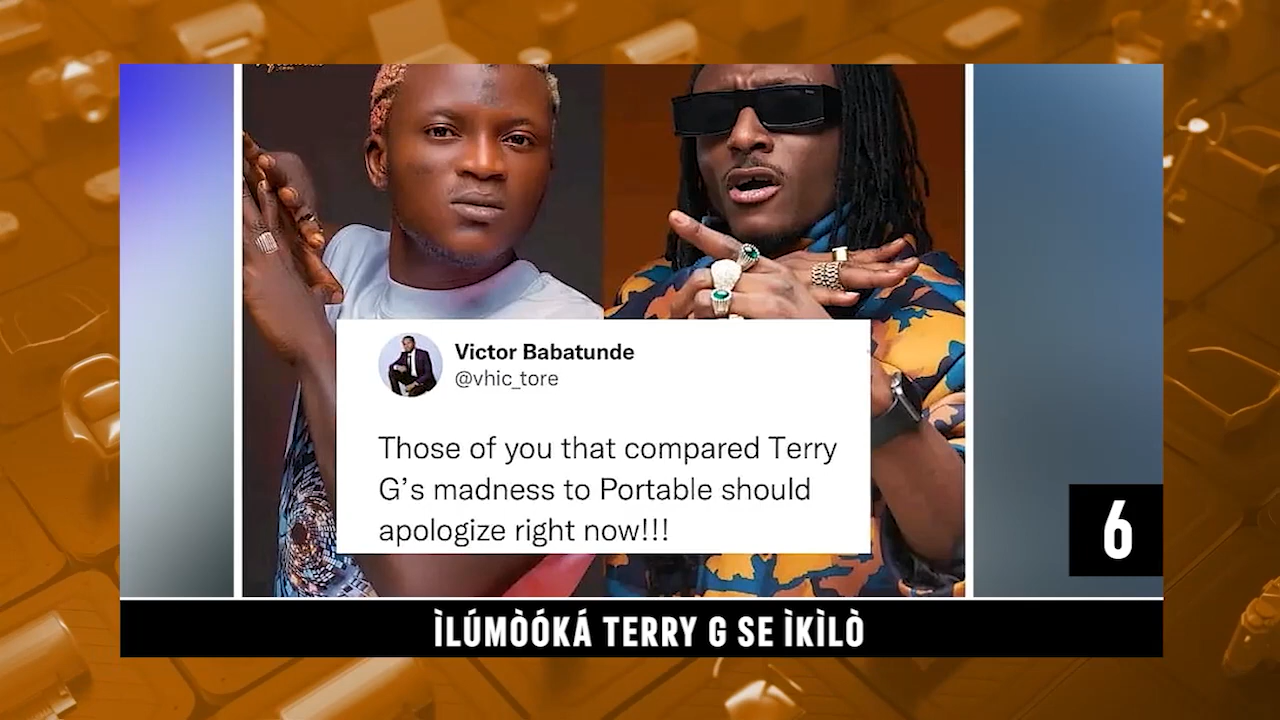 Victor Babatunde
@vhic_tore
Those of you that compared Terry
G's madness to Portable should
apologize right now!!!
6
ÌLÚMÒÓKÁ TERRY G SE ÌKÌLÒ